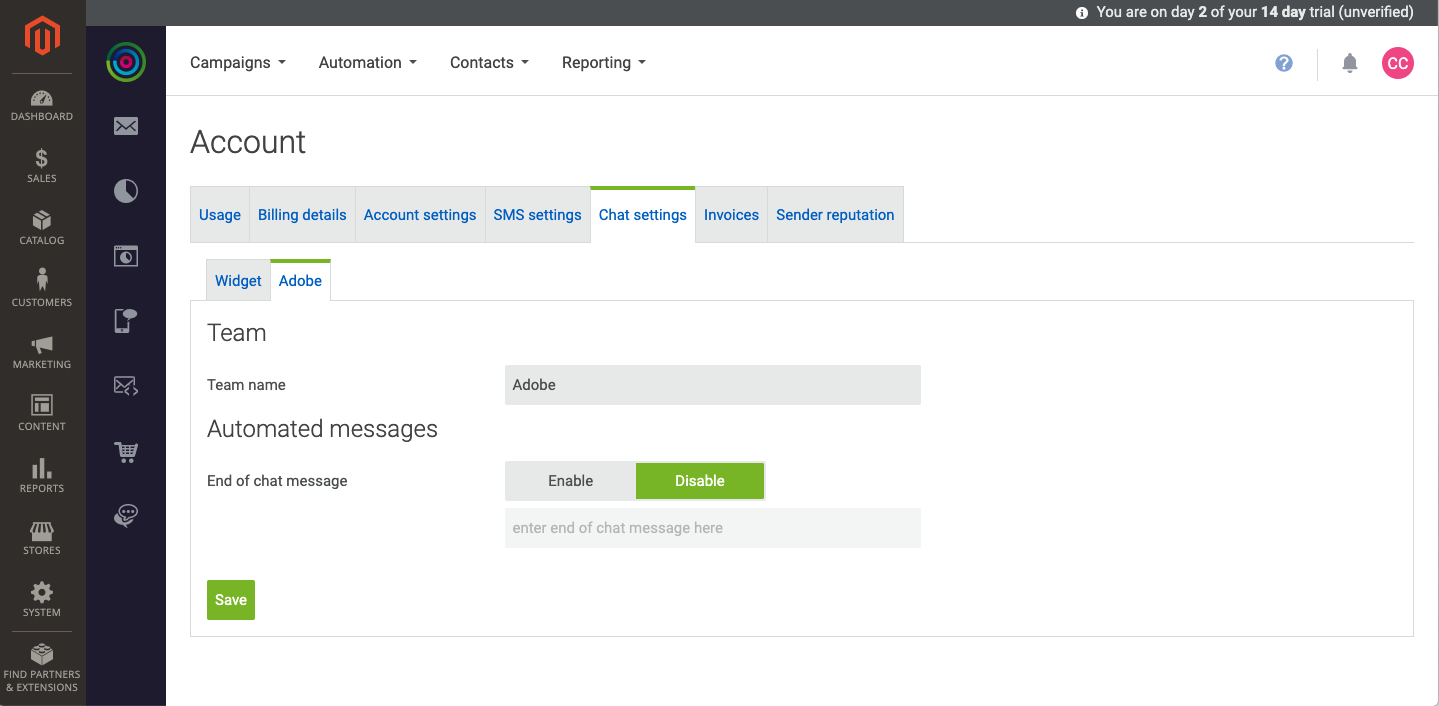 You are on day 2 of your 14 day trial (unverified)
DASHBOARD
SALES
CATALOG
CUSTOMERS
MARKETING
CONTENT
REPORTS
STORES
SYSTEM
FIND PARTNERS
& EXTENSIONS
Campaigns Automation Contacts Reporting ? CC
Account
Usage Billing details Account settings SMS settings Chat settings Invoices Sender reputation
Widget Adobe
Team
Team name Adobe
Automated messages
End of chat message Enable Disable
enter end of chat message here
Save